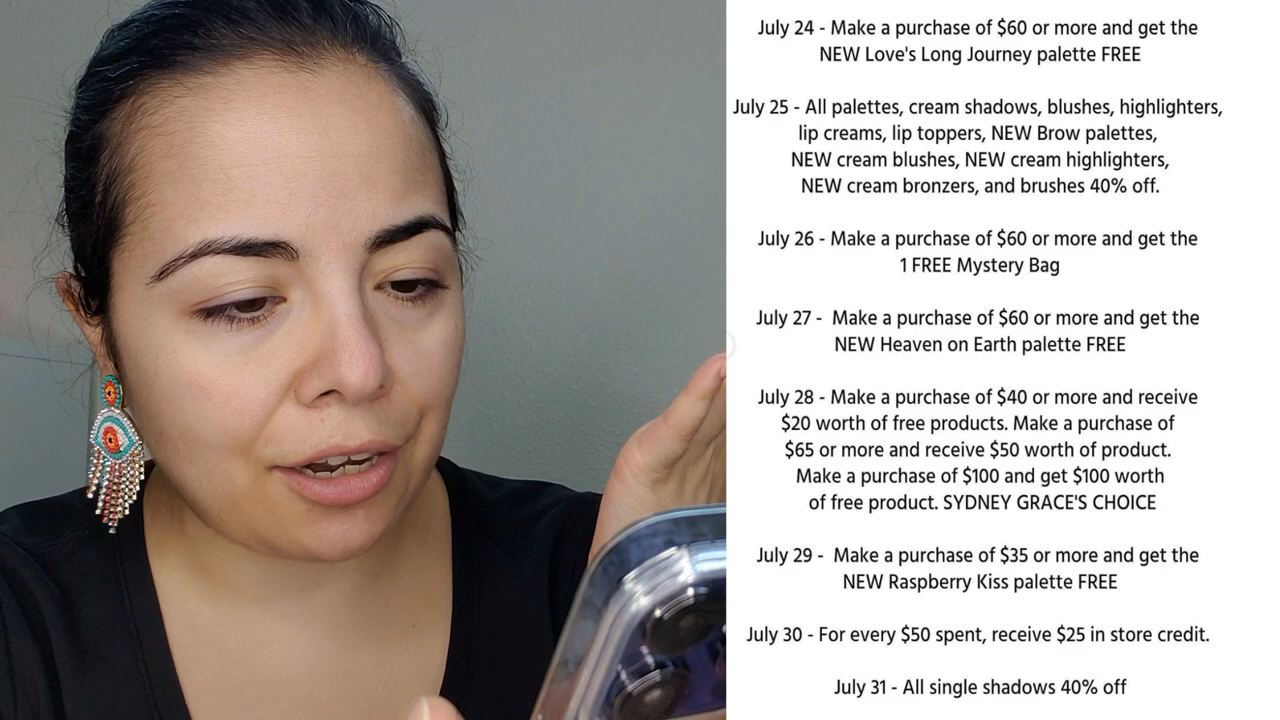 July 24 - Make a purchase of $60 or more and get the
NEW Love's Long Journey palette FREE
July 25 - All palettes, cream shadows, blushes, highlighters,
lip creams, lip toppers, NEW Brow palettes,
NEW cream blushes, NEW cream highlighters,
NEW cream bronzers, and brushes 40% off.
July 26 - Make a purchase of $60 or more and get the
1 FREE Mystery Bag
July 27 - Make a purchase of $60 or more and get the
NEW Heaven on Earth palette FREE
July 28 - Make a purchase of $40 or more and receive
$20 worth of free products. Make a purchase of
$65 or more and receive $50 worth of product.
Make a purchase of $100 and get $100 worth
of free product. SYDNEY GRACE'S CHOICE
July 29 - Make a purchase of $35 or more and get the
NEW Raspberry Kiss palette FREE
July 30 - For every $50 spent, receive $25 in store credit.
July 31 - All single shadows 40% off